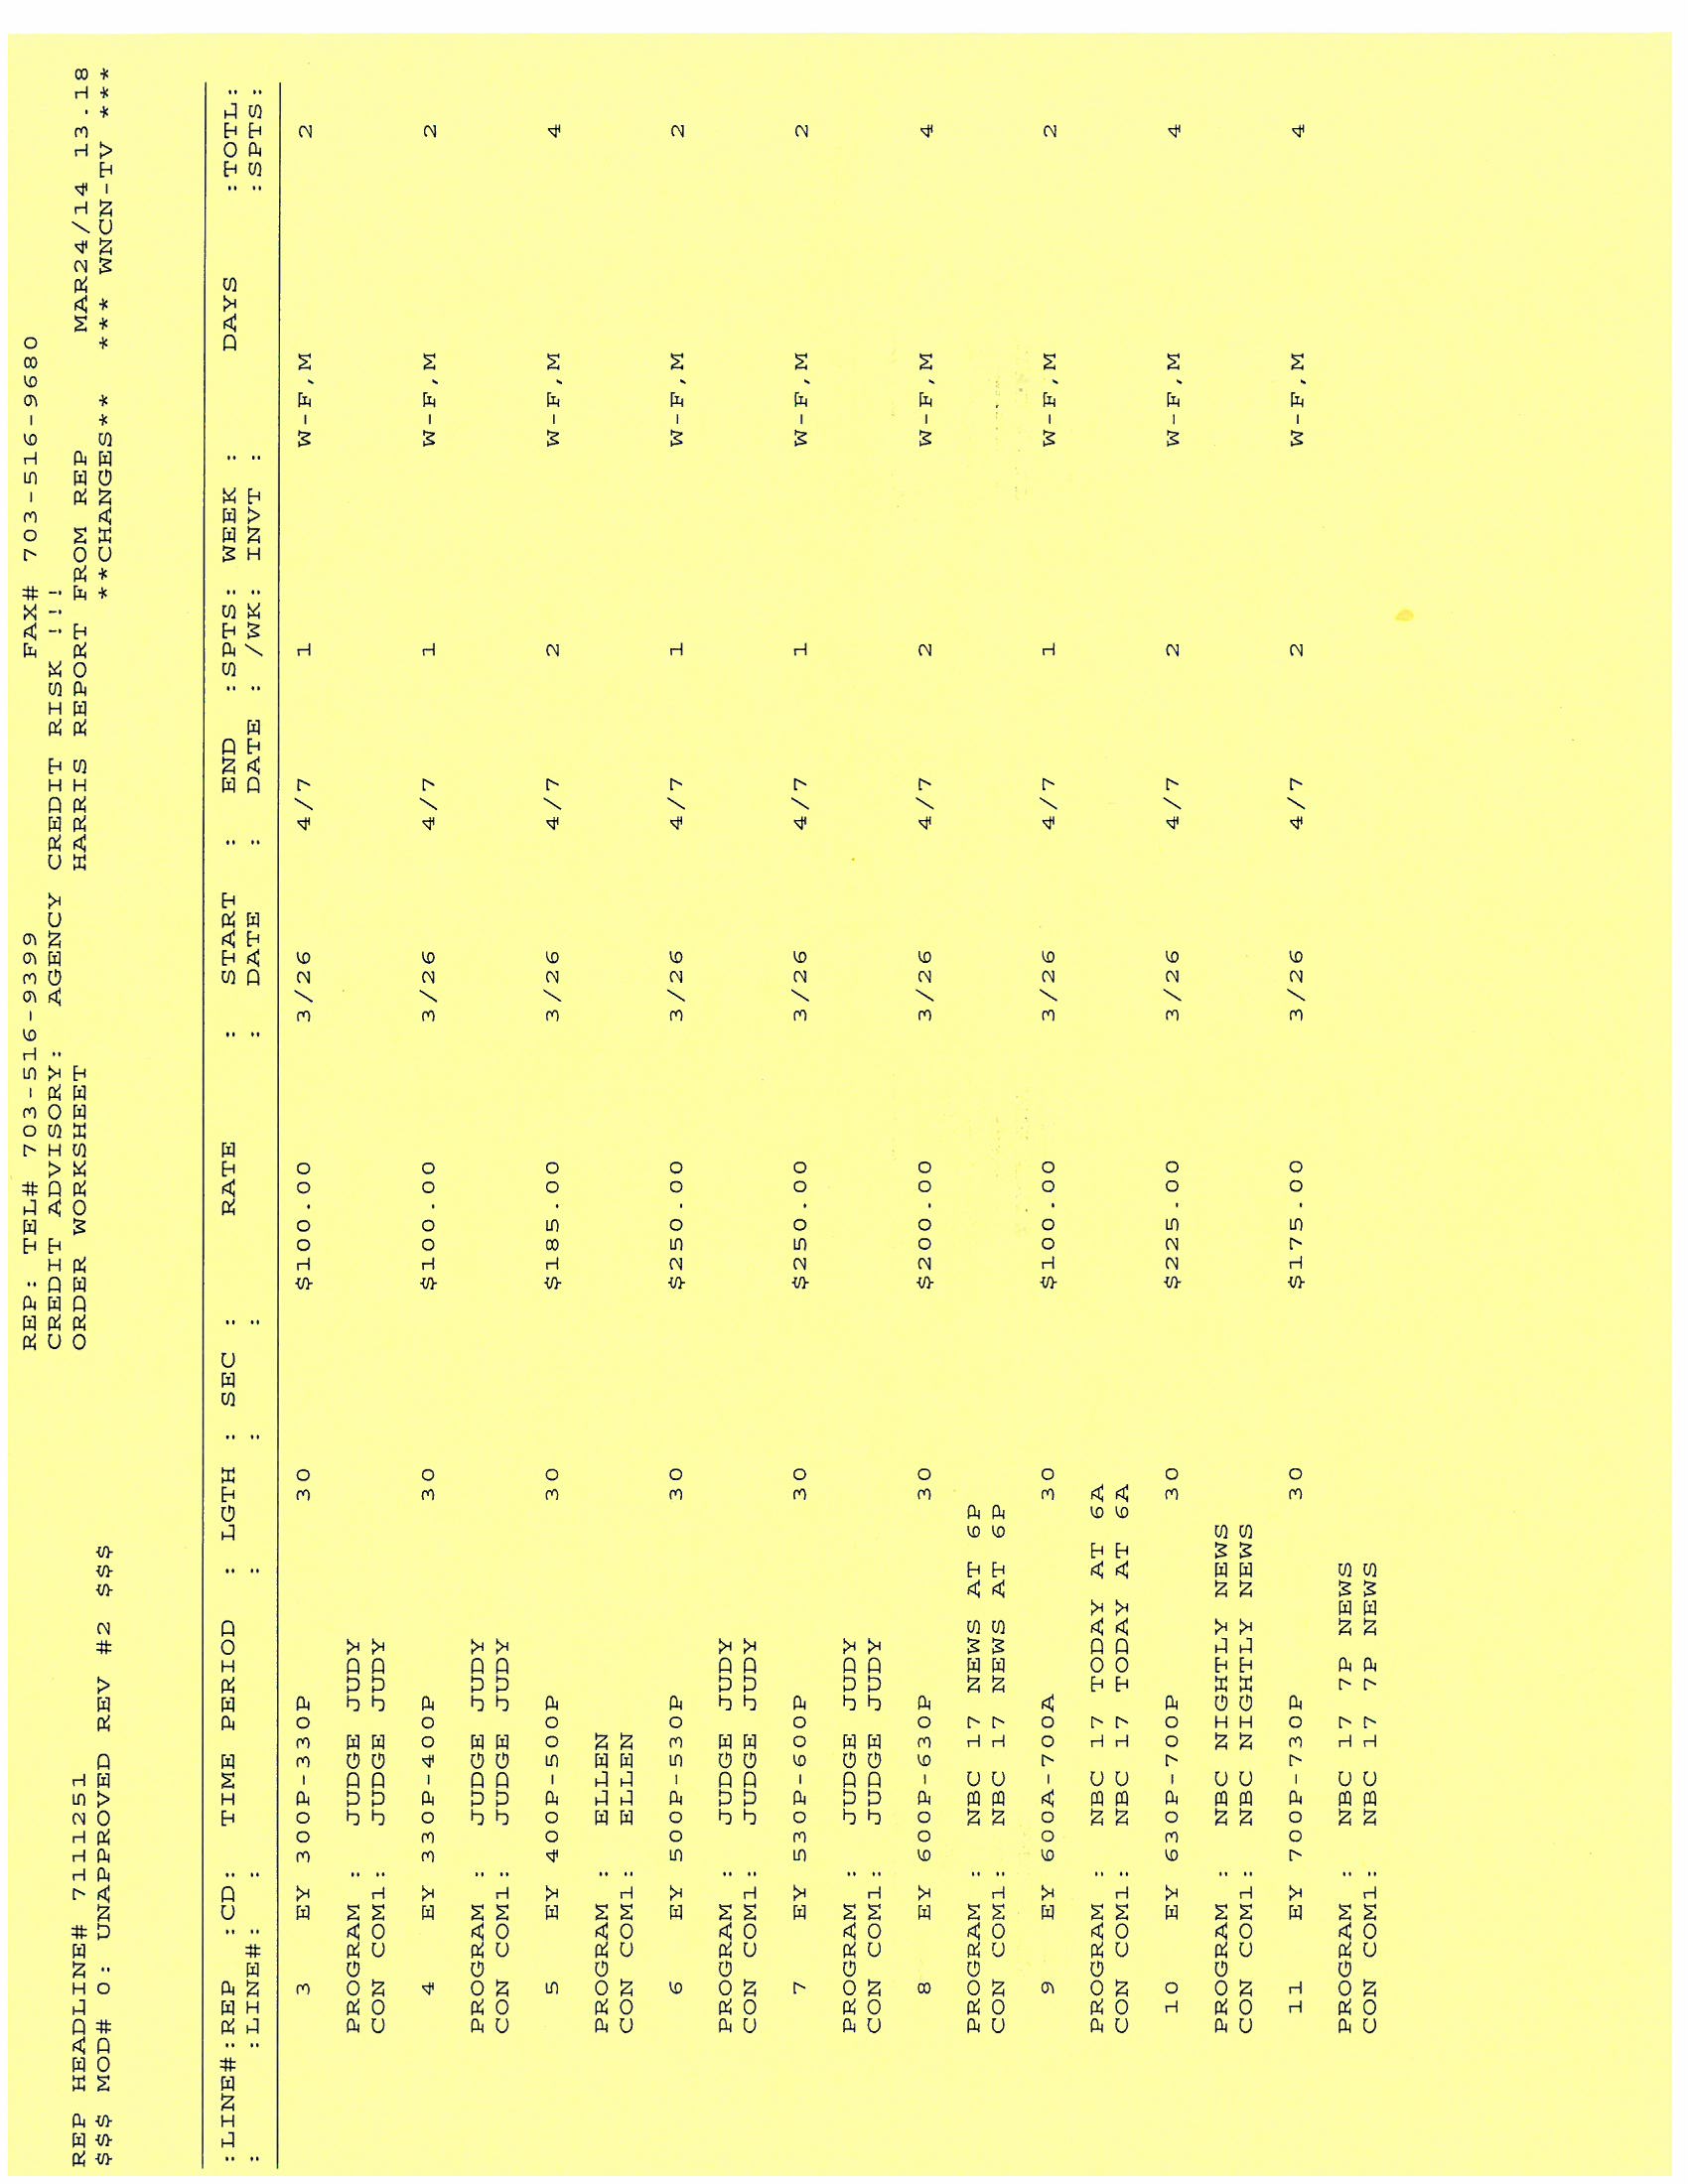 REP: TEL# 703-516-9399 FAX# 703-516-9680
CREDIT ADVISORY: AGENCY CREDIT RISK !!!
REP HEADLINE# 7111251 ORDER WORKSHEET HARRIS REPORT FROM REP MAR24/14 13.18
$$$ MOD# 0: UNAPPROVED REV #2 $$$ **CHANGES** *** WNCN-TV ***
:LINE#:REP :CD: TIME PERIOD : LGTH : SEC : RATE : START : END :SPTS: WEEK : DAYS :TOTL:
: :LINE#: : : : : DATE : DATE : /WK: INVT : :SPTS:
3 EY 300P-330P 30 $100.00 3/26 4/7 1 W-F,M 2
PROGRAM : JUDGE JUDY
CON COM1: JUDGE JUDY
4 EY 330P-400P 30 $100.00 3/26 4/7 1 W-F,M 2
PROGRAM : JUDGE JUDY
CON COM1: JUDGE JUDY
5 EY 400P-500P 30 $185.00 3/26 4/7 2 W-F,M 4
PROGRAM : ELLEN
CON COM1: ELLEN
6 EY 500P-530P 30 $250.00 3/26 4/7 1 W-F,M 2
PROGRAM : JUDGE JUDY
CON COM1: JUDGE JUDY
7 EY 530P-600P 30 $250.00 3/26 4/7 1 W-F,M 2
PROGRAM : JUDGE JUDY
CON COM1: JUDGE JUDY
8 EY 600P-630P 30 $200.00 3/26 4/7 2 W-F,M 4
PROGRAM : NBC 17 NEWS AT 6P
CON COM1: NBC 17 NEWS AT 6P
9 EY 600A-700A 30 $100.00 3/26 4/7 1 W-F,M 2
PROGRAM : NBC 17 TODAY AT 6A
CON COM1: NBC 17 TODAY AT 6A
10 EY 630P-700P 30 $225.00 3/26 4/7 2 W-F,M 4
PROGRAM : NBC NIGHTLY NEWS
CON COM1: NBC NIGHTLY NEWS
11 EY 700P-730P 30 $175.00 3/26 4/7 2 W-F,M 4
PROGRAM : NBC 17 7P NEWS
CON COM1: NBC 17 7P NEWS